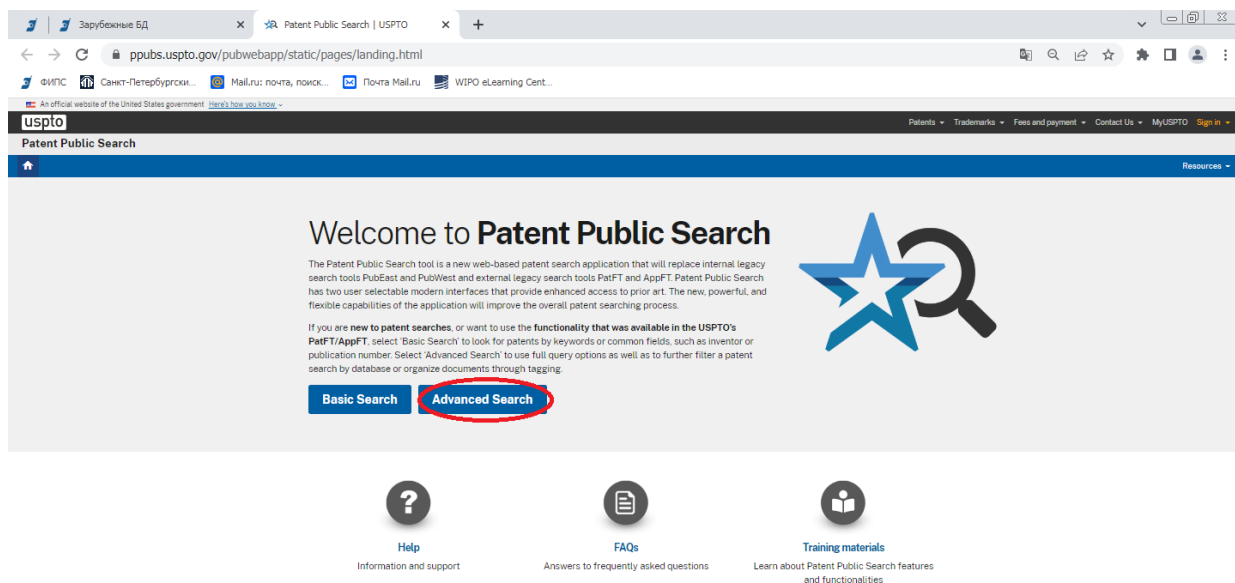 Зарубежные БД
Patent Public Search | USPTO
ppubs.uspto.gov/pubwebapp/static/pages/landing.html
ФИПС Санкт-Петербургски... Mail.ru: почта, поиск... Почта Mail.ru WIPO eLearning Cent...
An official website of the United States government Here's how you know
uspto
Patents Trademarks Fees and payment Contact Us MyUSPTO Sign in
Patent Public Search
Resources
Welcome to Patent Public Search
The Patent Public Search tool is a new web-based patent search application that will replace internal legacy
search tools PubEast and PubWest and external legacy search tools PatFT and AppFT. Patent Public Search
has two user selectable modern interfaces that provide enhanced access to prior art. The new, powerful, and
flexible capabilities of the application will improve the overall patent searching process.
If you are new to patent searches, or want to use the functionality that was available in the USPTO's
PatFT/AppFT, select 'Basic Search' to look for patents by keywords or common fields, such as inventor or
publication number. Select 'Advanced Search' to use full query options as well as to further filter a patent
search by database or organize documents through tagging.
Basic Search Advanced Search
Help
Information and support
FAQs
Answers to frequently asked questions
Training materials
Learn about Patent Public Search features
and functionalities